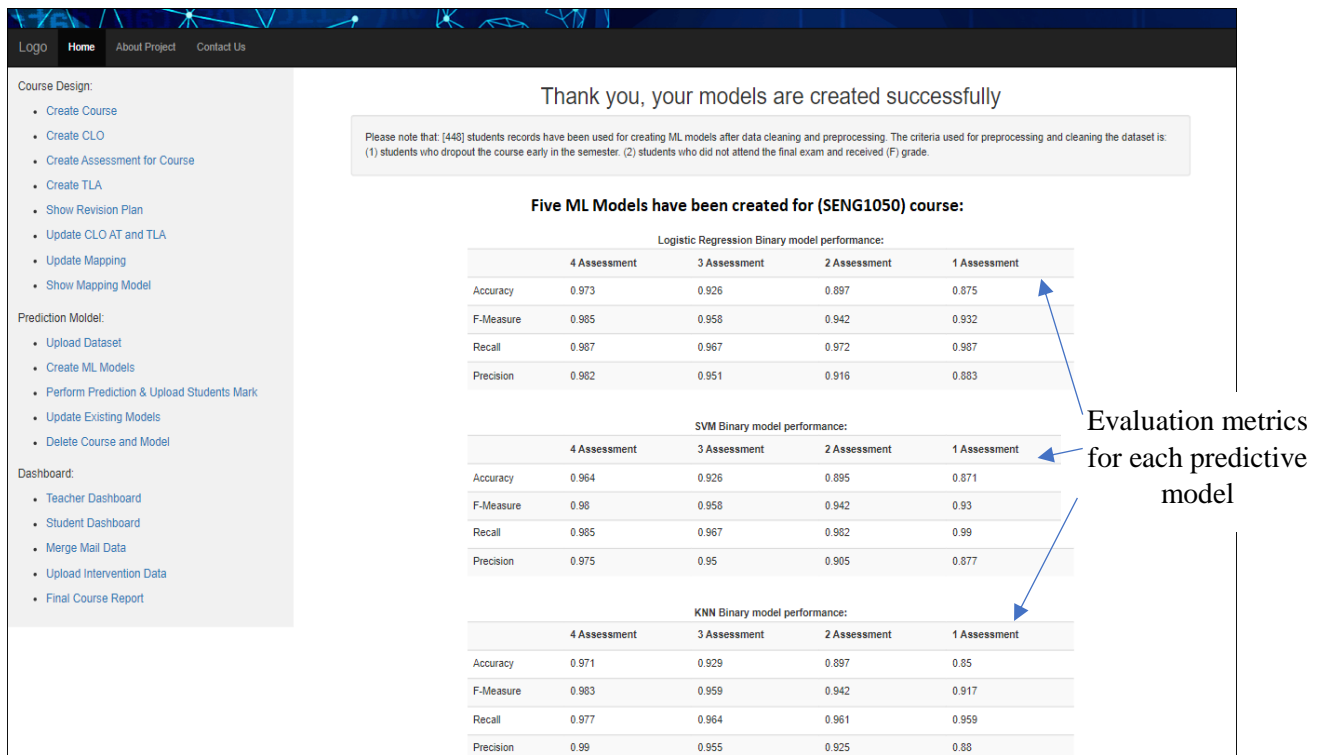 Logo Home About Project Contact Us
Course Design:
• Create Course
• Create CLO
• Create Assessment for Course
• Create TLA
• Show Revision Plan
• Update CLO AT and TLA
• Update Mapping
• Show Mapping Model
Prediction Moldel:
• Upload Dataset
• Create ML Models
• Perform Prediction & Upload Students Mark
• Update Existing Models
• Delete Course and Model
Dashboard:
• Teacher Dashboard
• Student Dashboard
• Merge Mail Data
• Upload Intervention Data
• Final Course Report
Thank you, your models are created successfully
Please note that: [448] students records have been used for creating ML models after data cleaning and preprocessing. The criteria used for preprocessing and cleaning the dataset is:
(1) students who dropout the course early in the semester. (2) students who did not attend the final exam and received (F) grade.
Five ML Models have been created for (SENG1050) course:
Logistic Regression Binary model performance:
4 Assessment 3 Assessment 2 Assessment 1 Assessment
Accuracy 0.973 0.926 0.897 0.875
F-Measure 0.985 0.958 0.942 0.932
Recall 0.987 0.967 0.972 0.987
Precision 0.982 0.951 0.916 0.883
SVM Binary model performance:
4 Assessment 3 Assessment 2 Assessment 1 Assessment
Accuracy 0.964 0.926 0.895 0.871
F-Measure 0.98 0.958 0.942 0.93
Recall 0.985 0.967 0.982 0.99
Precision 0.975 0.95 0.905 0.877
KNN Binary model performance:
4 Assessment 3 Assessment 2 Assessment 1 Assessment
Accuracy 0.971 0.929 0.897 0.85
F-Measure 0.983 0.959 0.942 0.917
Recall 0.977 0.964 0.961 0.959
Precision 0.99 0.955 0.925 0.88
Evaluation metrics
for each predictive
model